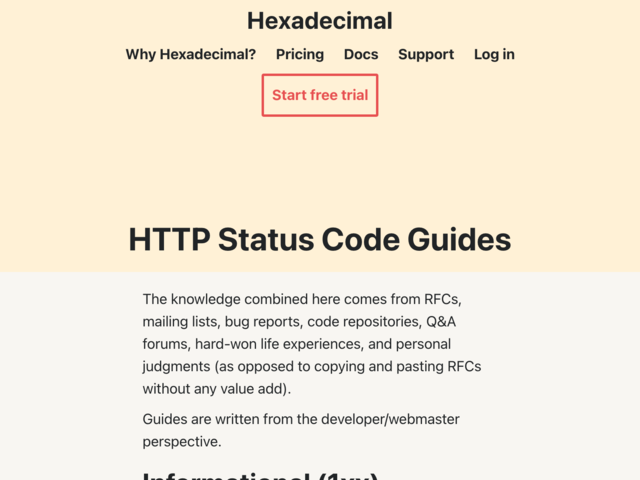 Hexadecimal
Why Hexadecimal? Pricing Docs Support Log in
Start free trial
HTTP Status Code Guides
The knowledge combined here comes from RFCs,
mailing lists, bug reports, code repositories, Q&A
forums, hard-won life experiences, and personal
judgments (as opposed to copying and pasting RFCs
without any value add).
Guides are written from the developer/webmaster
perspective.
Informational (1xx)